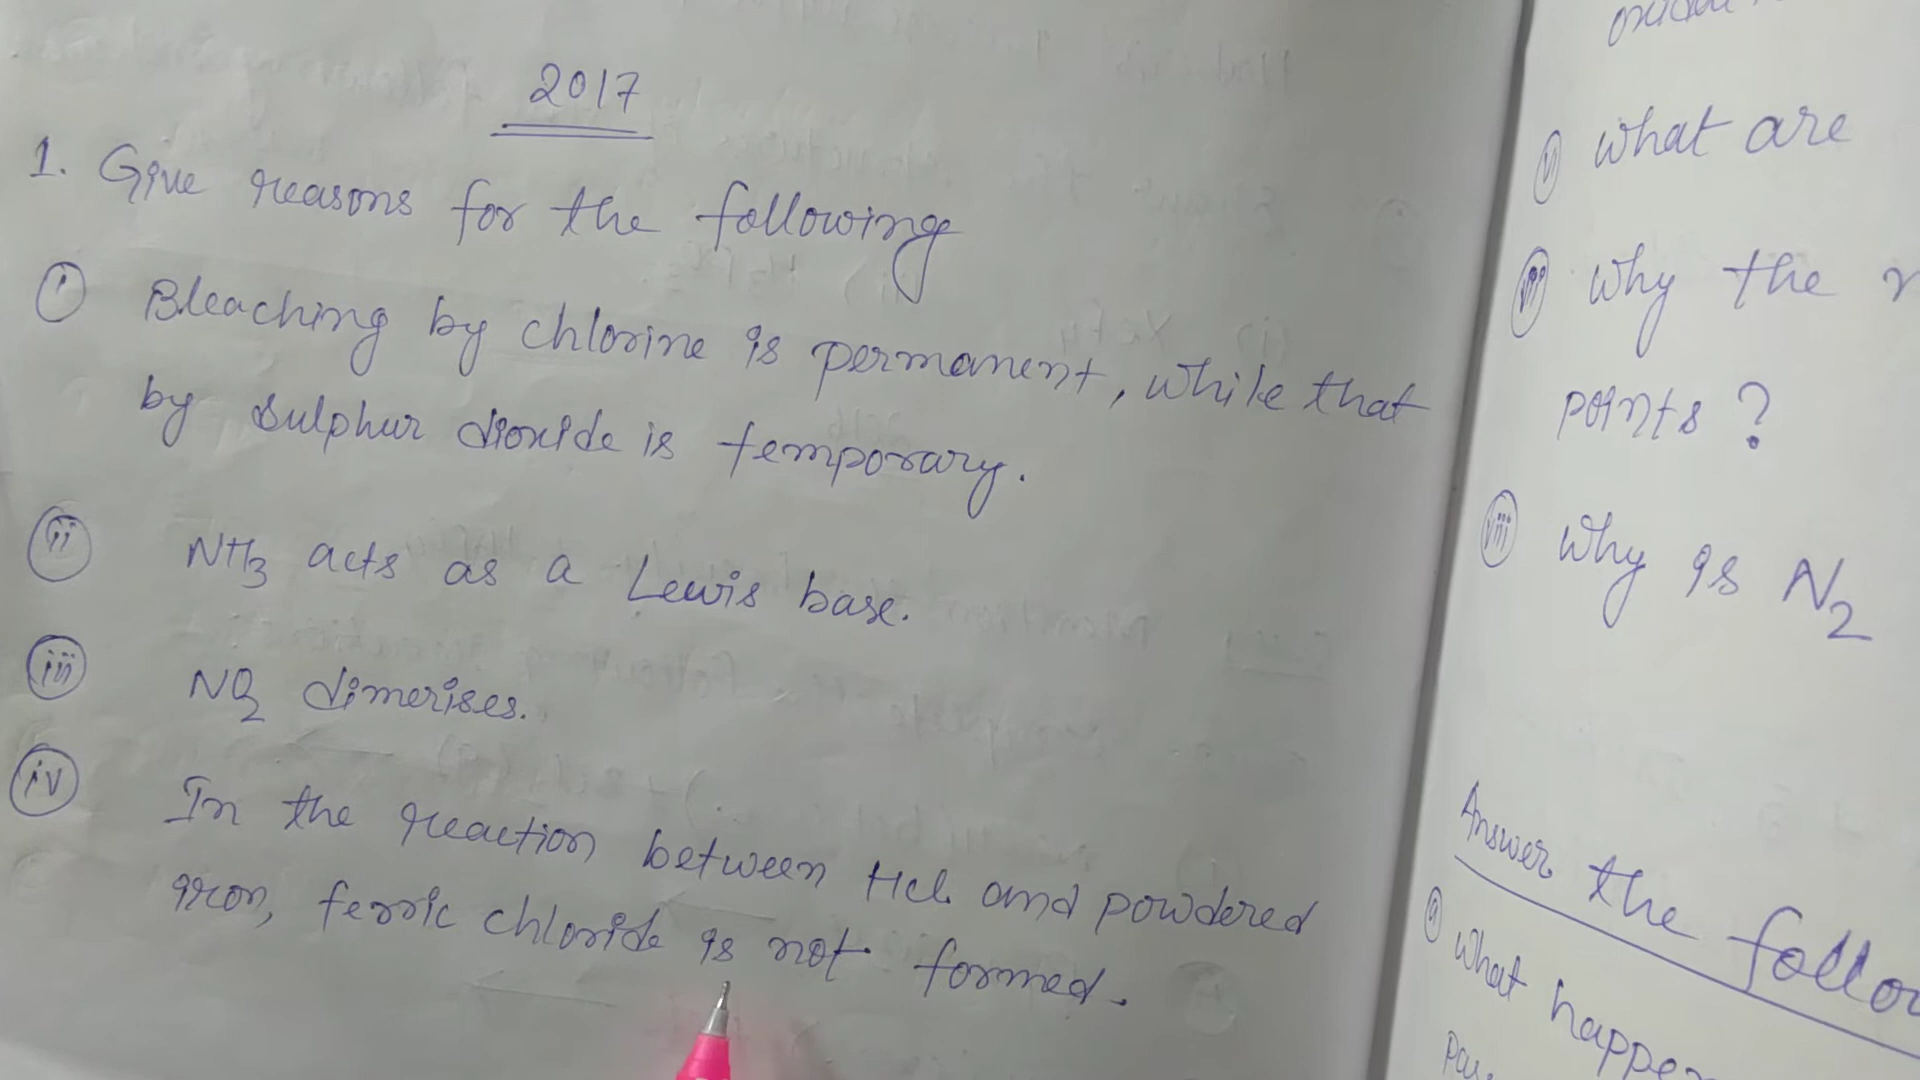 2017
1. Give reasons for the following
i Bleaching by chlorine is permanent, while that
by sulphur dioxide is temporary.
ii NH3 acts as a Lewis base.
iii NO2 dimerises.
iv In the reaction between Hcl and powdered
iron, ferric chloride is not formed.
what are
why the
points ?
viii why is N2
Answer the follo
what happen